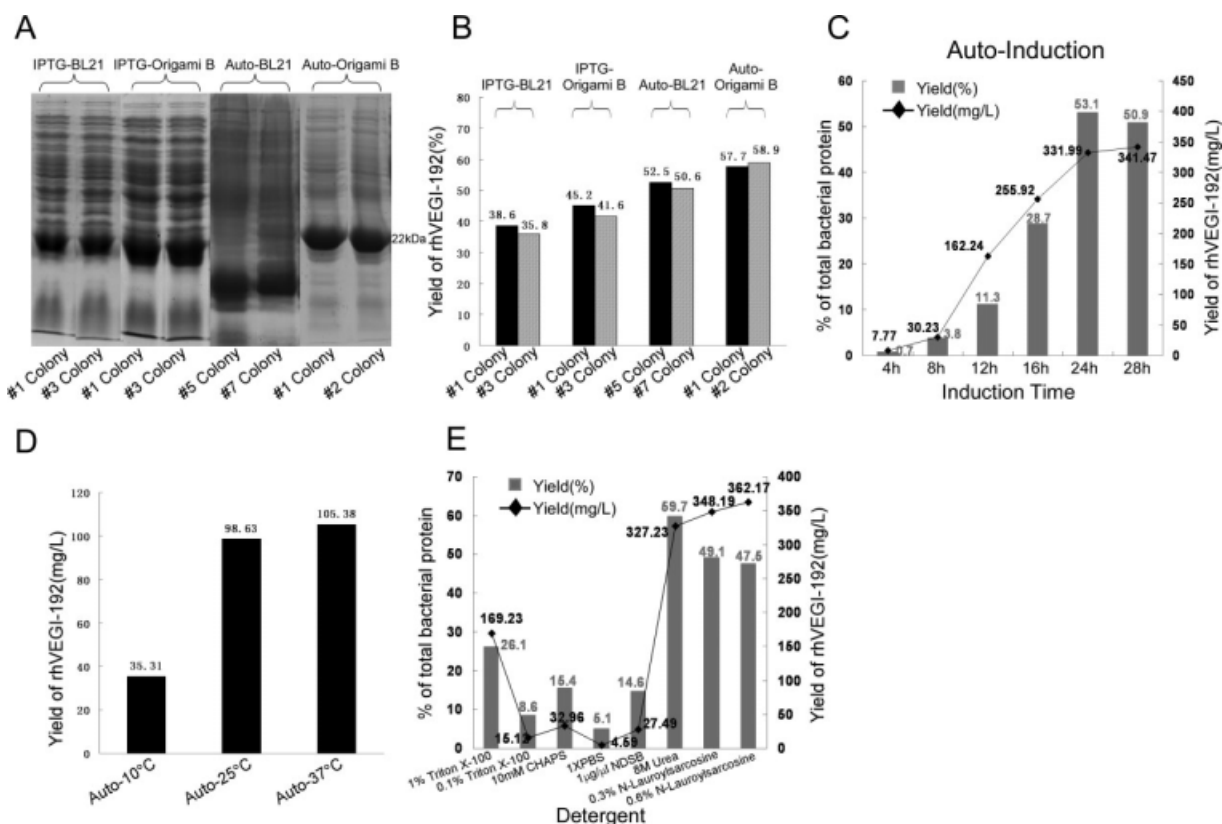 A
IPTG-BL21 IPTG-Origami B Auto-BL21 Auto-Origami B
22kDa
#1 Colony #3 Colony #1 Colony #3 Colony #5 Colony #7 Colony #1 Colony #2 Colony
B
Yield of rhVEGI-192(%)
80
70
60
50
40
30
20
10
0
IPTG-BL21
IPTG-
Origami B
Auto-BL21
Auto-
Origami B
38.6 35.8 45.2 41.6 52.5 50.6 57.7 58.9
#1 Colony #3 Colony #1 Colony #3 Colony #5 Colony #7 Colony #1 Colony #2 Colony
C
Auto-Induction
% of total bacterial protein
60
50
40
30
20
10
0
Yield(%)
Yield(mg/L)
7.77 30.23 162.24 255.92 331.99 341.47
0.7 3.8 11.3 28.7 53.1 50.9
450
400
350
300
250
200
150
100
50
0
Yield of rhVEGI-192(mg/L)
4h 8h 12h 16h 24h 28h
Induction Time
D
Yield of rhVEGI-192(mg/L)
120
100
80
60
40
20
0
35.31 98.63 105.38
Auto-10°C Auto-25°C Auto-37°C
E
% of total bacterial protein
70
60
50
40
30
20
10
0
Yield(%)
Yield(mg/L)
169.23 15.12 32.96 4.59 27.49 327.23 348.19 362.17
26.1 8.6 15.4 5.1 14.6 59.7 49.1 47.5
400
350
300
250
200
150
100
50
0
Yield of rhVEGI-192(mg/L)
1% Triton X-100 0.1% Triton X-100 10mM CHAPS 1XPBS 1μg/μl NDSB 8M Urea 0.3% N-Lauroylsarcosine 0.6% N-Lauroylsarcosine
Detergent